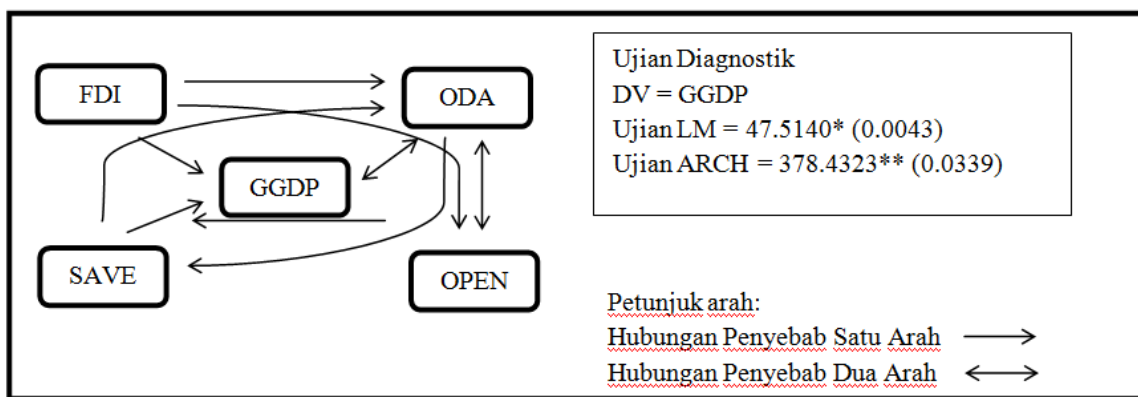 FDI
ODA
GGDP
SAVE
OPEN
Ujian Diagnostik
DV = GGDP
Ujian LM = 47.5140* (0.0043)
Ujian ARCH = 378.4323** (0.0339)
Petunjuk arah:
Hubungan Penyebab Satu Arah
Hubungan Penyebab Dua Arah